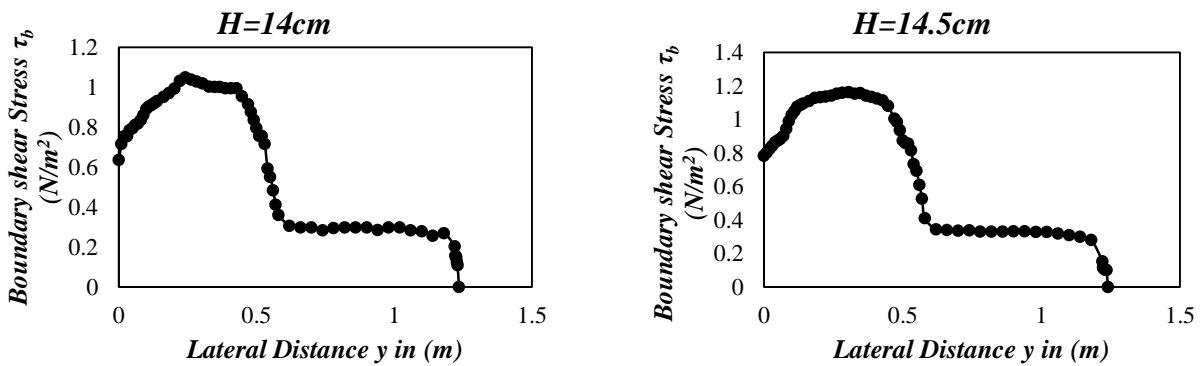 H=14cm
Boundary shear Stress τb
(N/m²)
1.2
1
0.8
0.6
0.4
0.2
0
0
0.5
1
1.5
Lateral Distance y in (m)
H=14.5cm
Boundary shear Stress τb
(N/m²)
1.4
1.2
1
0.8
0.6
0.4
0.2
0
0
0.5
1
1.5
Lateral Distance y in (m)